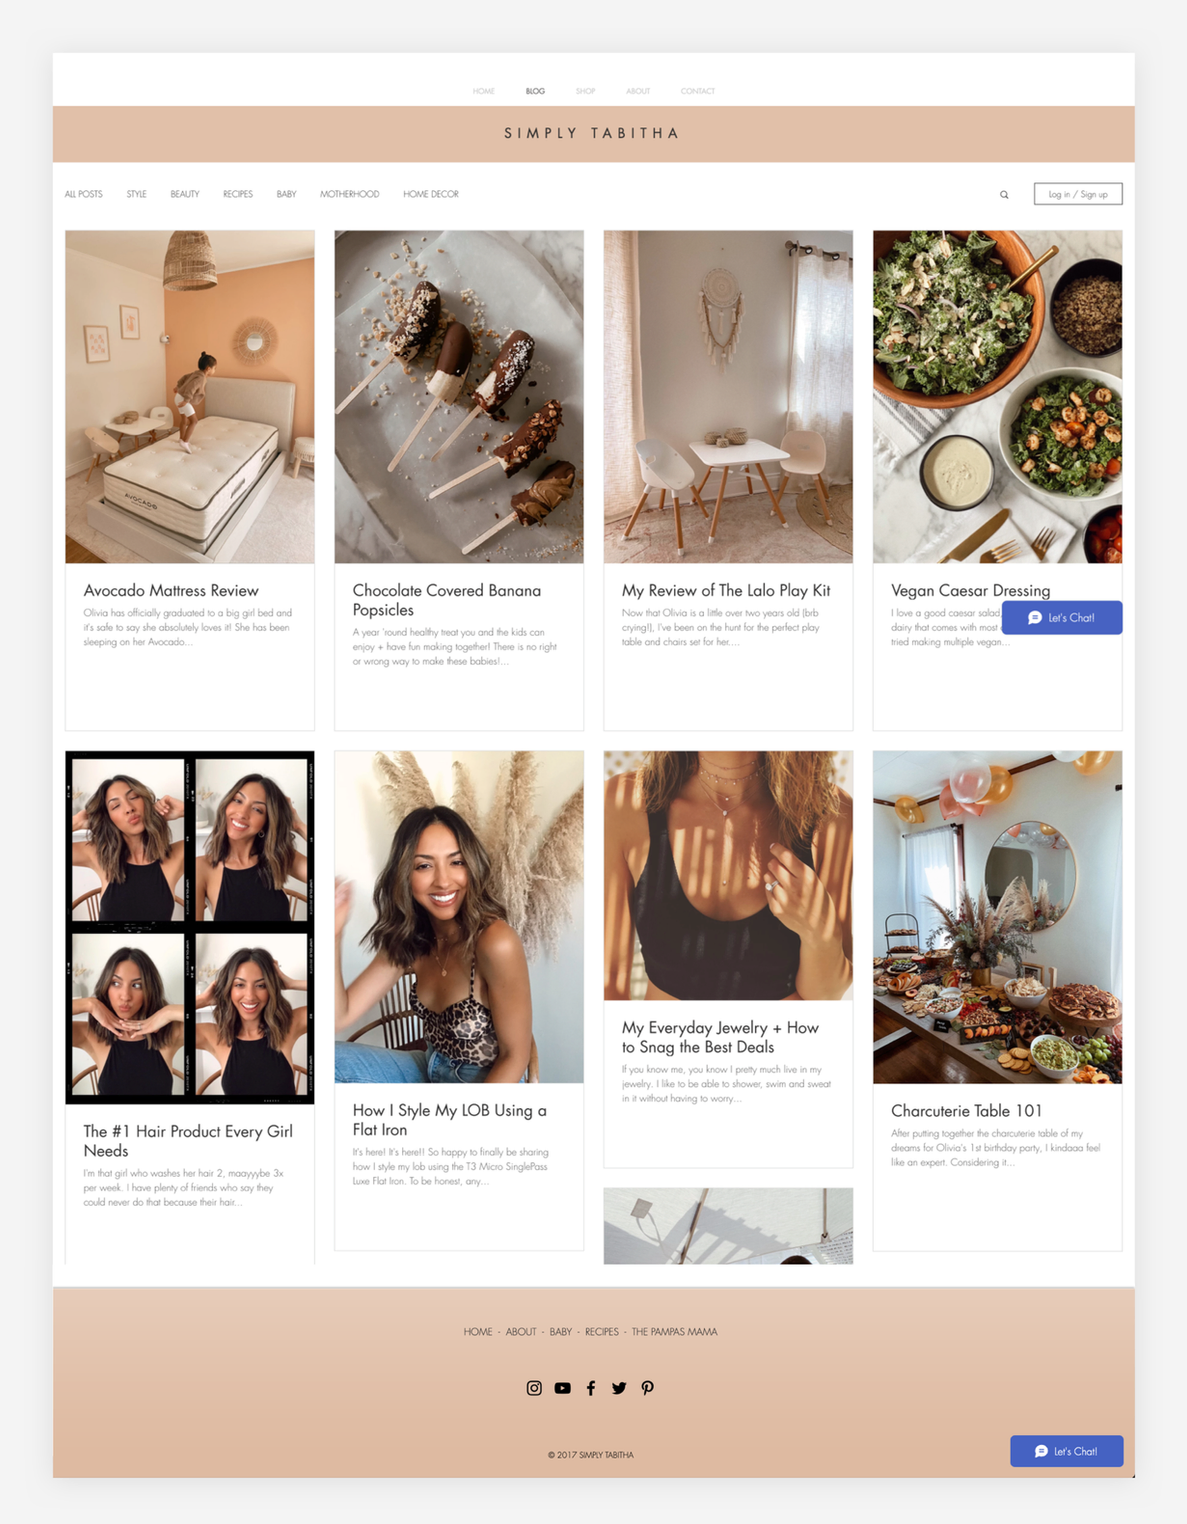 HOME BLOG SHOP ABOUT CONTACT
SIMPLY TABITHA
ALL POSTS STYLE BEAUTY RECIPES BABY MOTHERHOOD HOME DECOR
Log in / Sign up
AVOCADO
Avocado Mattress Review
Olivia has officially graduated to a big girl bed and
it's safe to say she absolutely loves it! She has been
sleeping on her Avocado...
Chocolate Covered Banana
Popsicles
A year 'round healthy treat you and the kids can
enjoy + have fun making together! There is no right
or wrong way to make these babies!...
My Review of The Lalo Play Kit
Now that Olivia is a little over two years old (brb
crying!), I've been on the hunt for the perfect play
table and chairs set for her....
Vegan Caesar Dressing
I love a good caesar salad,
dairy that comes with most
tried making multiple vegan...
Let's Chat!
The #1 Hair Product Every Girl
Needs
I'm that girl who washes her hair 2, maayyybe 3x
per week. I have plenty of friends who say they
could never do that because their hair...
How I Style My LOB Using a
Flat Iron
It's here! It's here!! So happy to finally be sharing
how I style my lob using the T3 Micro SinglePass
Luxe Flat Iron. To be honest, any...
My Everyday Jewelry + How
to Snag the Best Deals
If you know me, you know I pretty much live in my
jewelry. I like to be able to shower, swim and sweat
in it without having to worry...
Charcuterie Table 101
After putting together the charcuterie table of my
dreams for Olivia's 1st birthday party, I kindaaa feel
like an expert. Considering it...
HOME - ABOUT - BABY - RECIPES - THE PAMPAS MAMA
© 2017 SIMPLY TABITHA
Let's Chat!